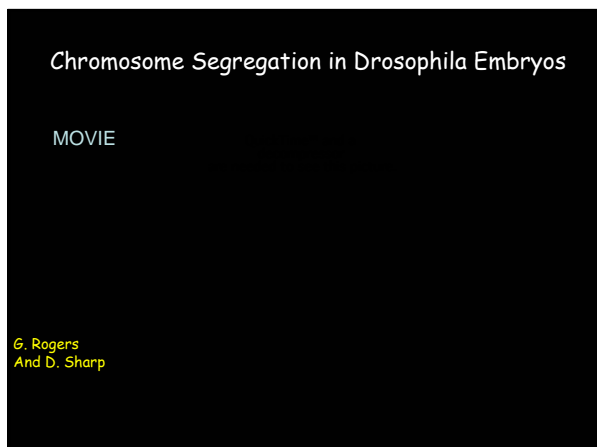 Chromosome Segregation in Drosophila Embryos
MOVIE
G. Rogers
And D. Sharp